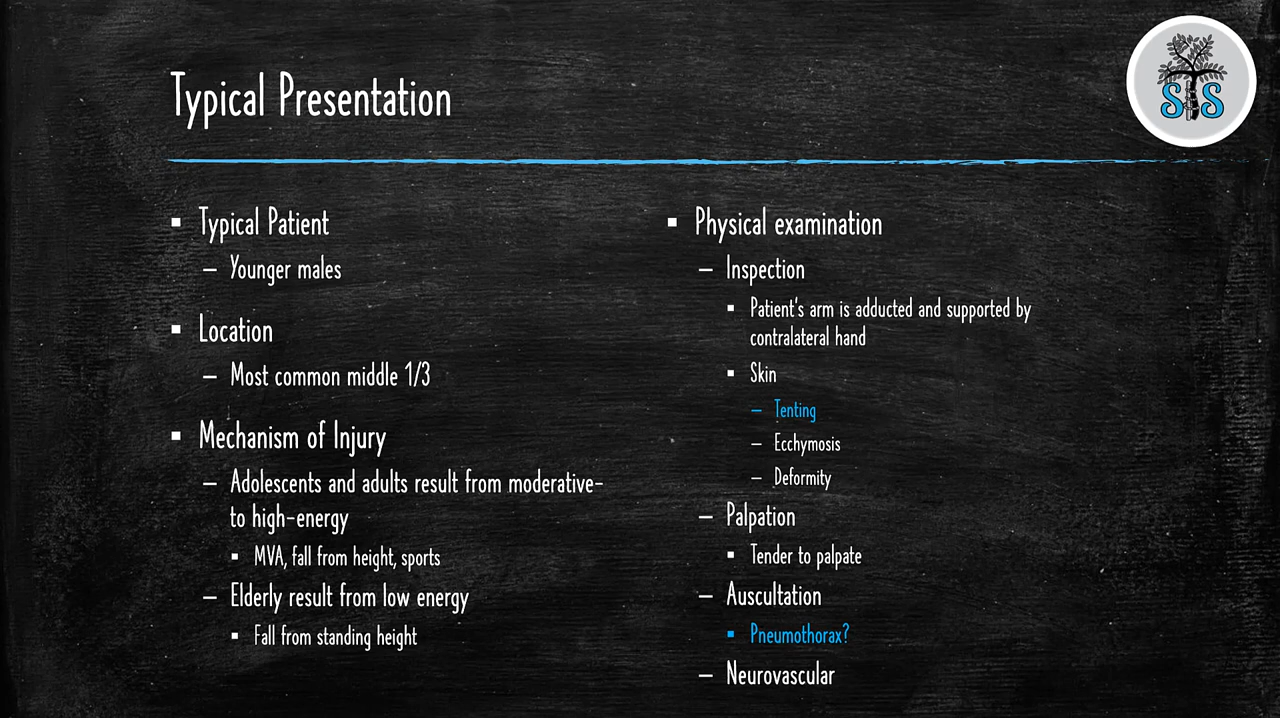 Typical Presentation
STS
▪ Typical Patient
– Younger males
▪ Location
– Most common middle 1/3
▪ Mechanism of Injury
– Adolescents and adults result from moderative-
to high-energy
▪ MVA, fall from height, sports
– Elderly result from low energy
▪ Fall from standing height
▪ Physical examination
– Inspection
▪ Patient's arm is adducted and supported by
contralateral hand
▪ Skin
– Tenting
– Ecchymosis
– Deformity
– Palpation
▪ Tender to palpate
– Auscultation
▪ Pneumothorax?
– Neurovascular